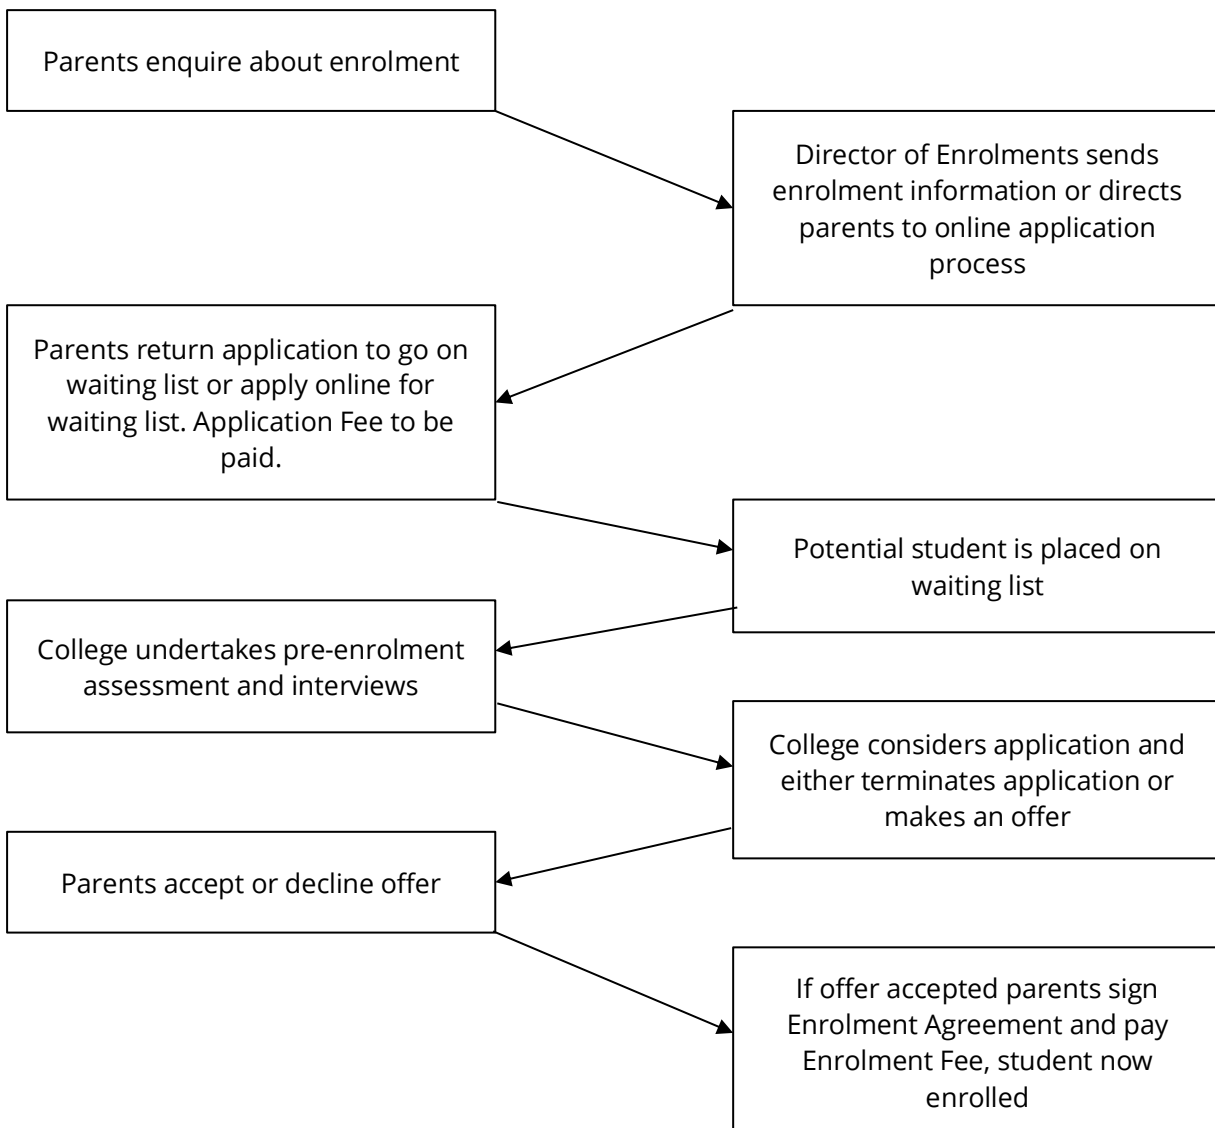 Parents enquire about enrolment
Director of Enrolments sends
enrolment information or directs
parents to online application
process
Parents return application to go on
waiting list or apply online for
waiting list. Application Fee to be
paid.
Potential student is placed on
waiting list
College undertakes pre-enrolment
assessment and interviews
College considers application and
either terminates application or
makes an offer
Parents accept or decline offer
If offer accepted parents sign
Enrolment Agreement and pay
Enrolment Fee, student now
enrolled